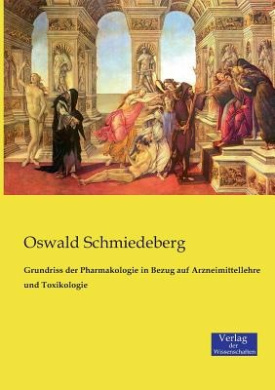 Oswald Schmiedeberg
Grundriss der Pharmakologie in Bezug auf Arzneimittellehre
und Toxikologie
Verlag
der
Wissenschaften